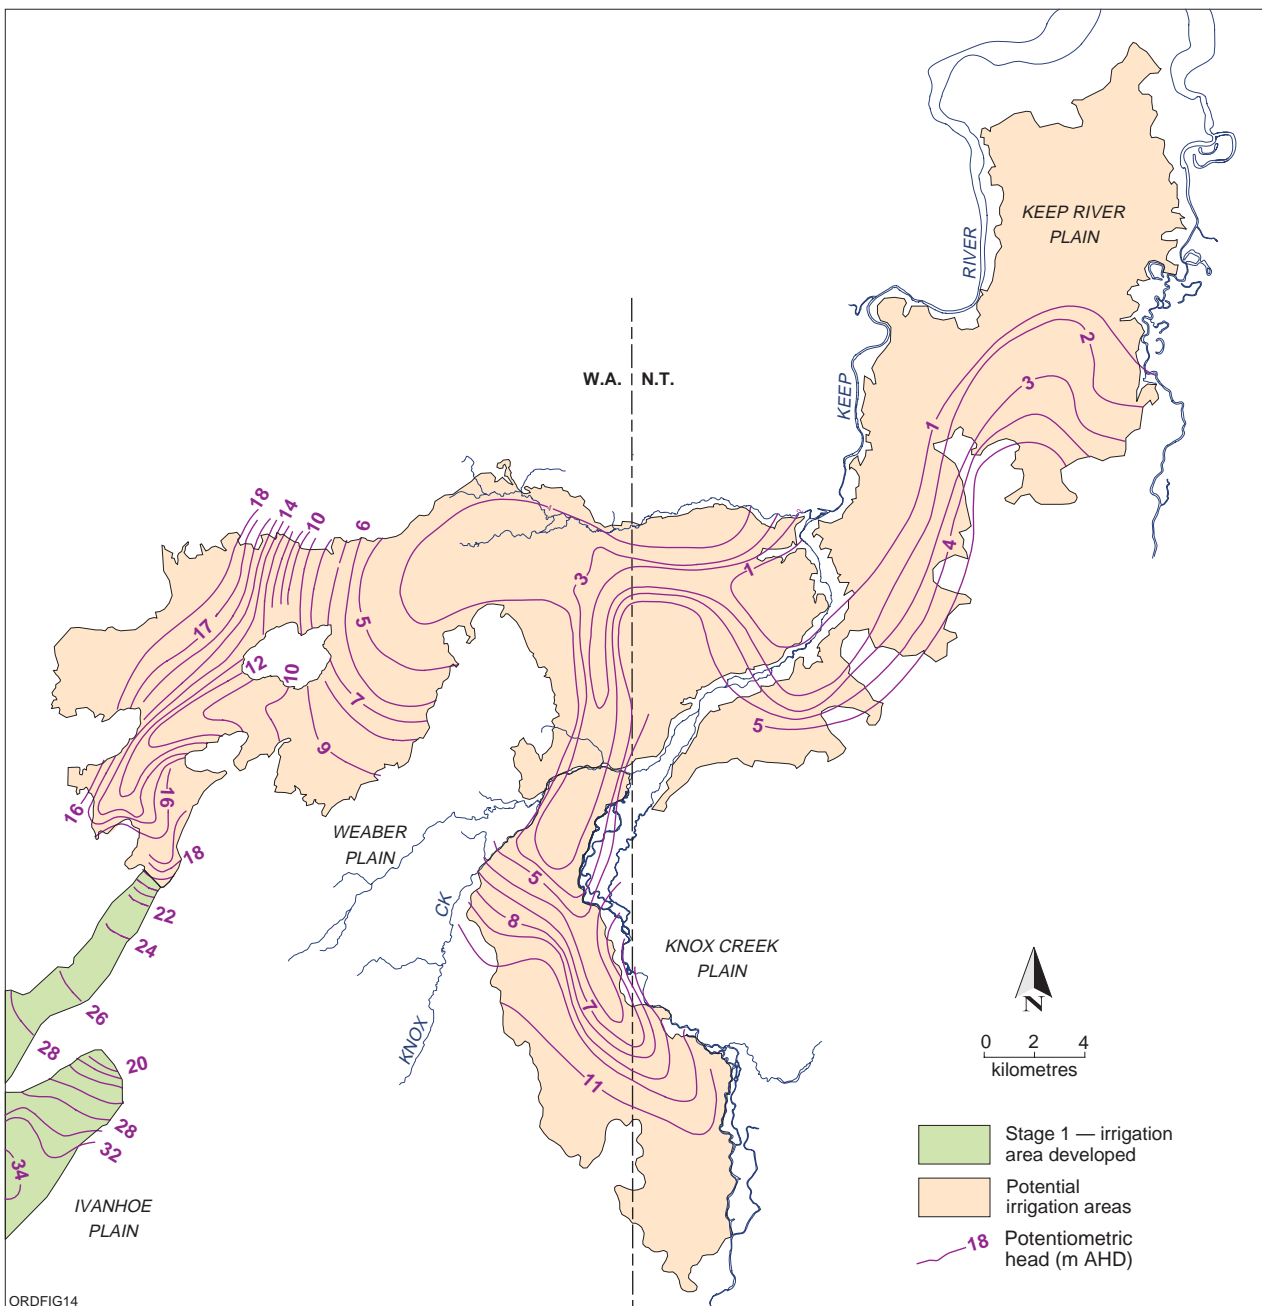 KEEP RIVER
PLAIN
RIVER
KEEP
W.A. N.T.
1
2
3
18
14
10
6
3
1
4
17
5
12
10
7
9
5
16
16
18
WEABER
PLAIN
5
CK
8
22
24
KNOX CREEK
PLAIN
26
7
KNOX
28
20
11
28
32
34
IVANHOE
PLAIN
N
0 2 4
kilometres
Stage 1 — irrigation
area developed
Potential
irrigation areas
18
Potentiometric
head (m AHD)
ORDFIG14